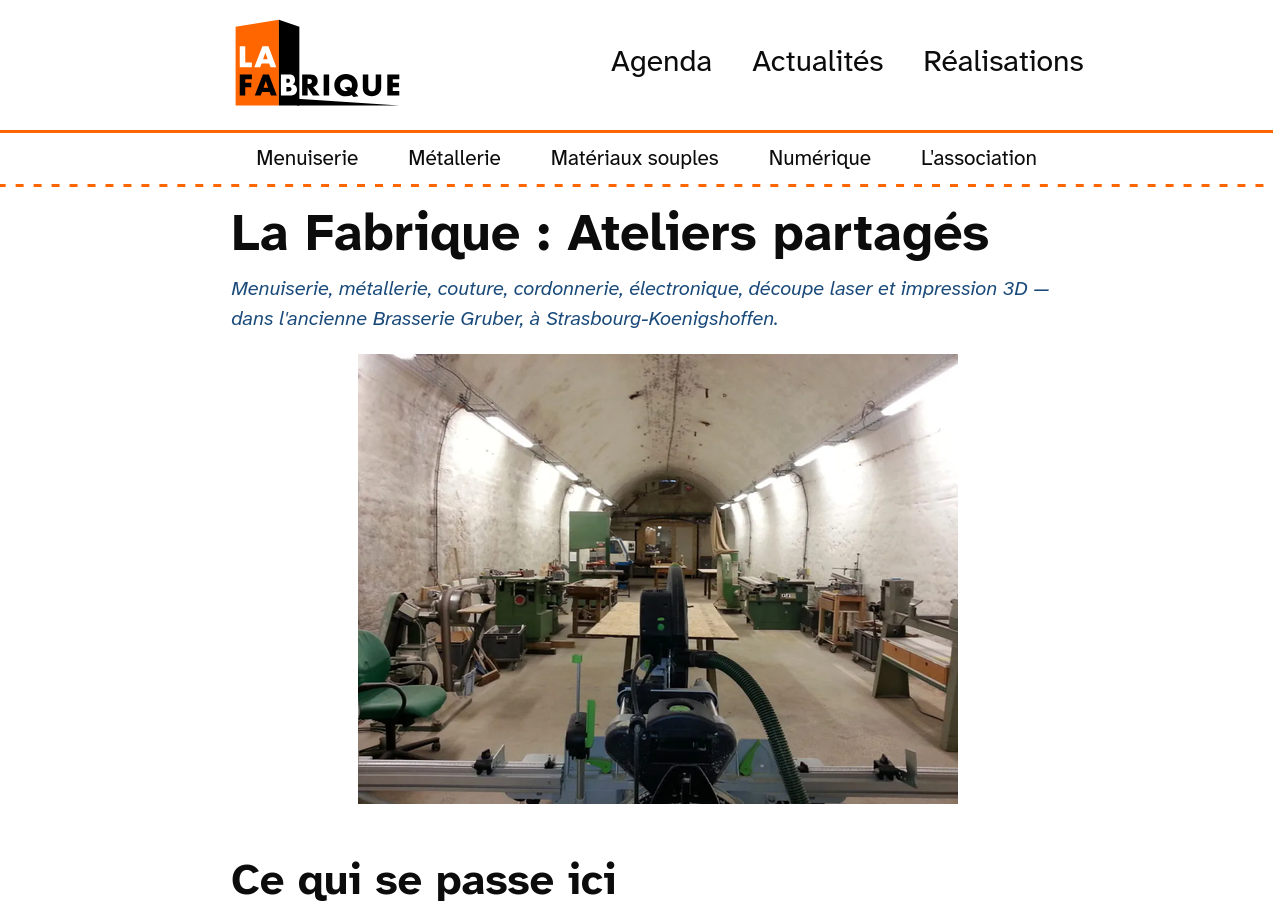 LA
FABRIQUE
Agenda Actualités Réalisations
Menuiserie Métallerie Matériaux souples Numérique L'association
La Fabrique : Ateliers partagés
Menuiserie, métallerie, couture, cordonnerie, électronique, découpe laser et impression 3D —
dans l'ancienne Brasserie Gruber, à Strasbourg-Koenigshoffen.
Ce qui se passe ici